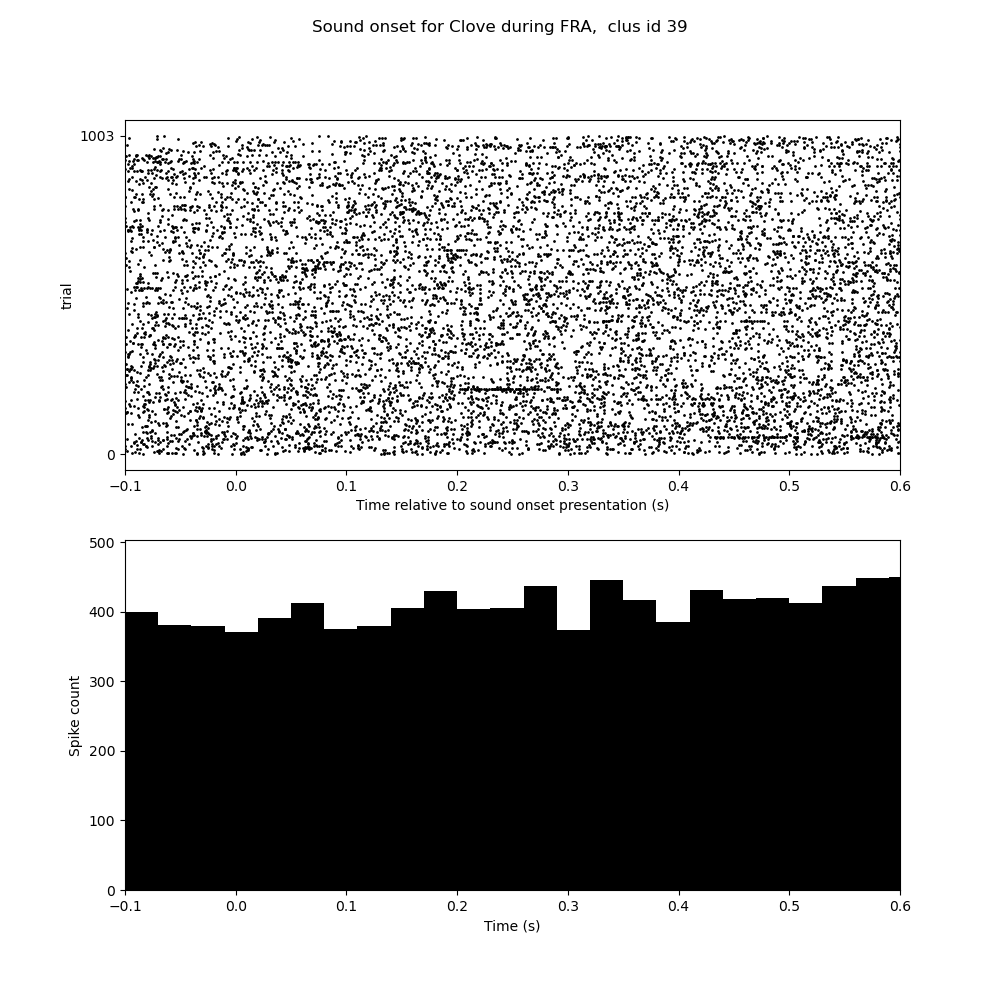 Sound onset for Clove during FRA,  clus id 39
1003
trial
0
−0.1 0.0 0.1 0.2 0.3 0.4 0.5 0.6
Time relative to sound onset presentation (s)
500
400
300
Spike count
200
100
0
−0.1 0.0 0.1 0.2 0.3 0.4 0.5 0.6
Time (s)